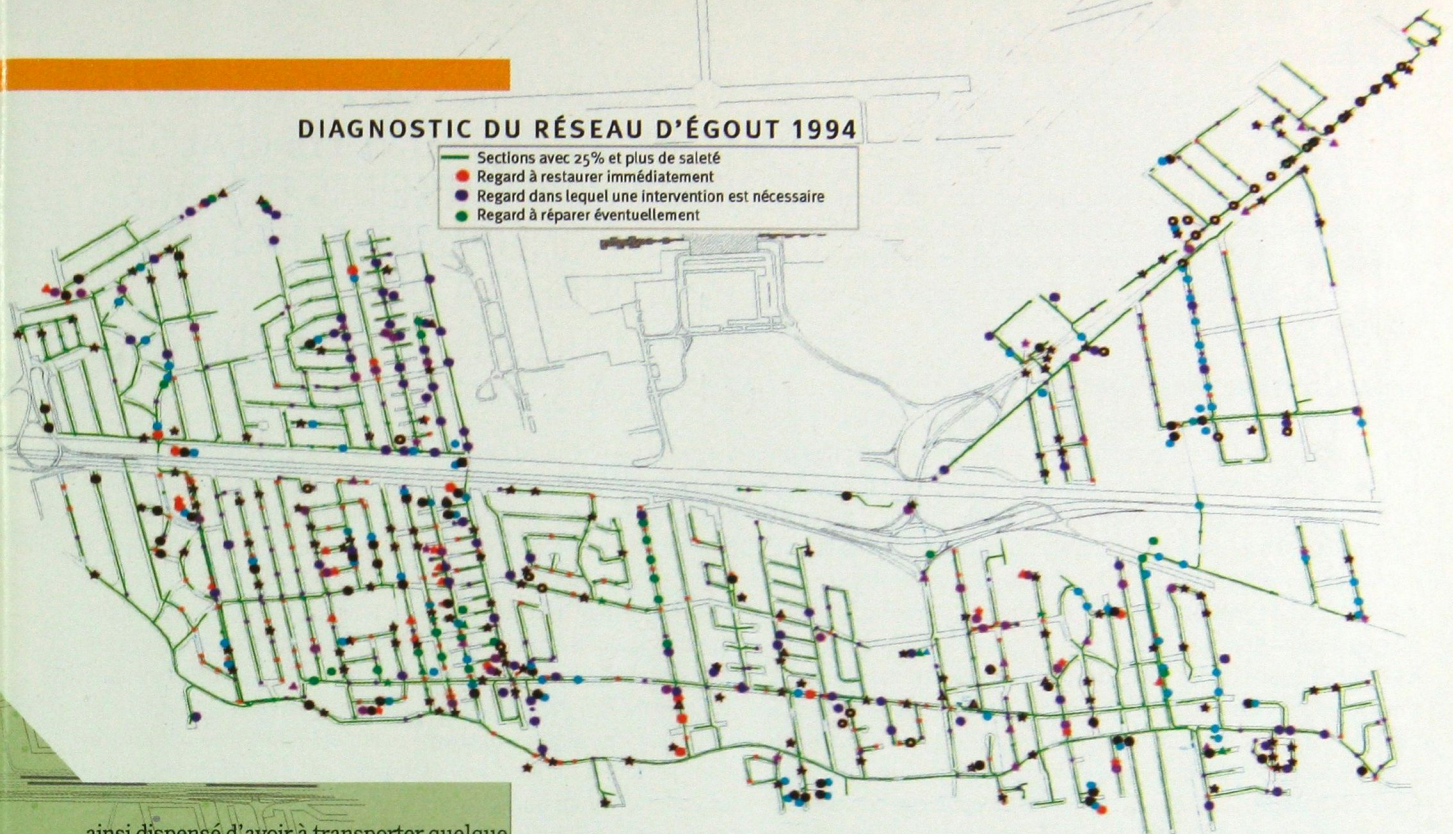 DIAGNOSTIC DU RÉSEAU D'ÉGOUT 1994
Sections avec 25% et plus de saleté
Regard à restaurer immédiatement
Regard dans lequel une intervention est nécessaire
Regard à réparer éventuellement
ainsi dispensé d'avoir à transporter quelque